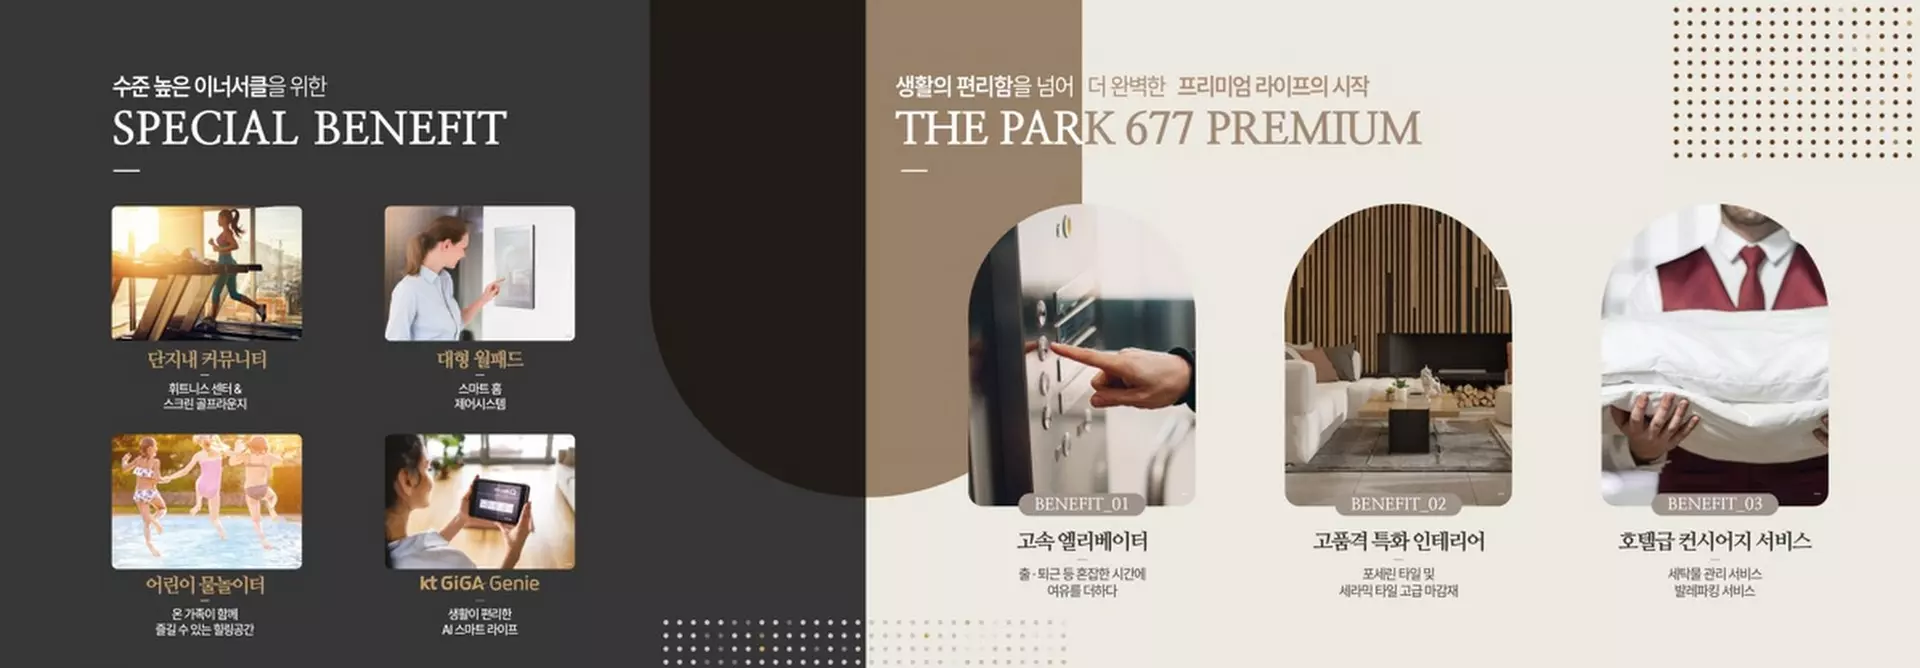 수준 높은 이너서클을 위한
SPECIAL BENEFIT
단지내 커뮤니티
휘트니스 센터 &
스크린 골프라운지
대형 월패드
스마트 홈
제어시스템
어린이 물놀이터
온 가족이 함께
즐길 수 있는 힐링공간
kt GiGA Genie
생활이 편리한
AI 스마트 라이프
생활의 편리함을 넘어 더 완벽한 프리미엄 라이프의 시작
THE PARK 677 PREMIUM
BENEFIT_01
고속 엘리베이터
출·퇴근 등 혼잡한 시간에
여유를 더하다
BENEFIT_02
고품격 특화 인테리어
포세린 타일 및
세라믹 타일 고급 마감재
BENEFIT_03
호텔급 컨시어지 서비스
세탁물 관리 서비스
발레파킹 서비스